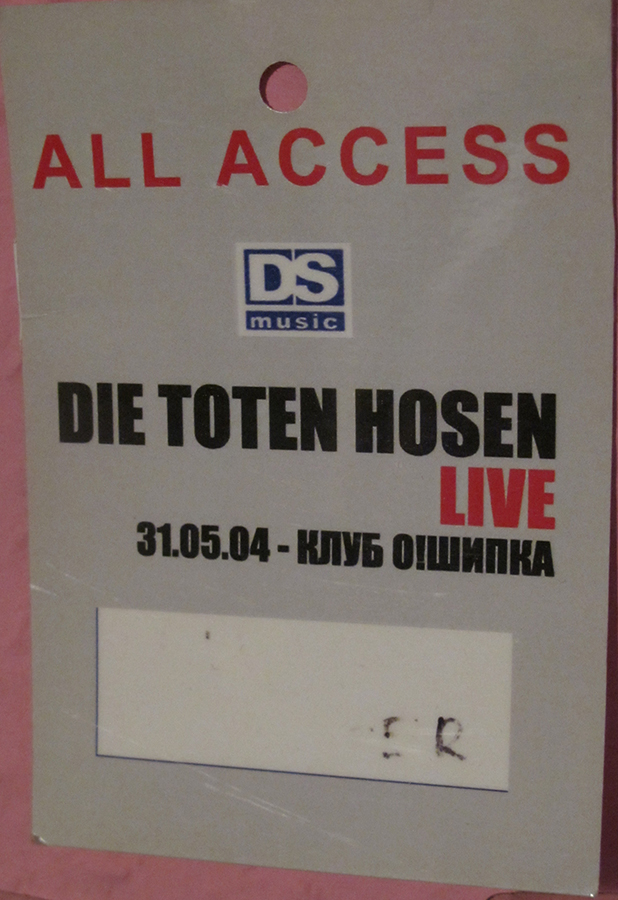 ALL ACCESS
DS
music
DIE TOTEN HOSEN
LIVE
31.05.04 - КЛУБ О!ШИПКА